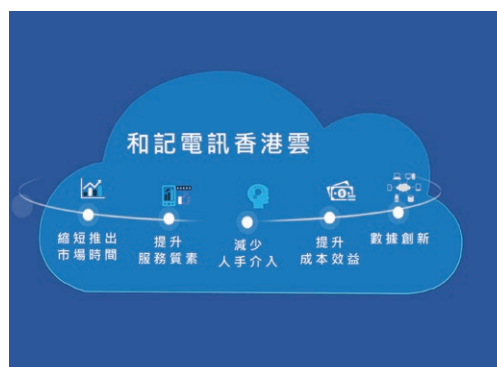 和記電訊香港雲
縮短推出
市場時間
提升
服務質素
減少
人手介入
提升
成本效益
數據創新